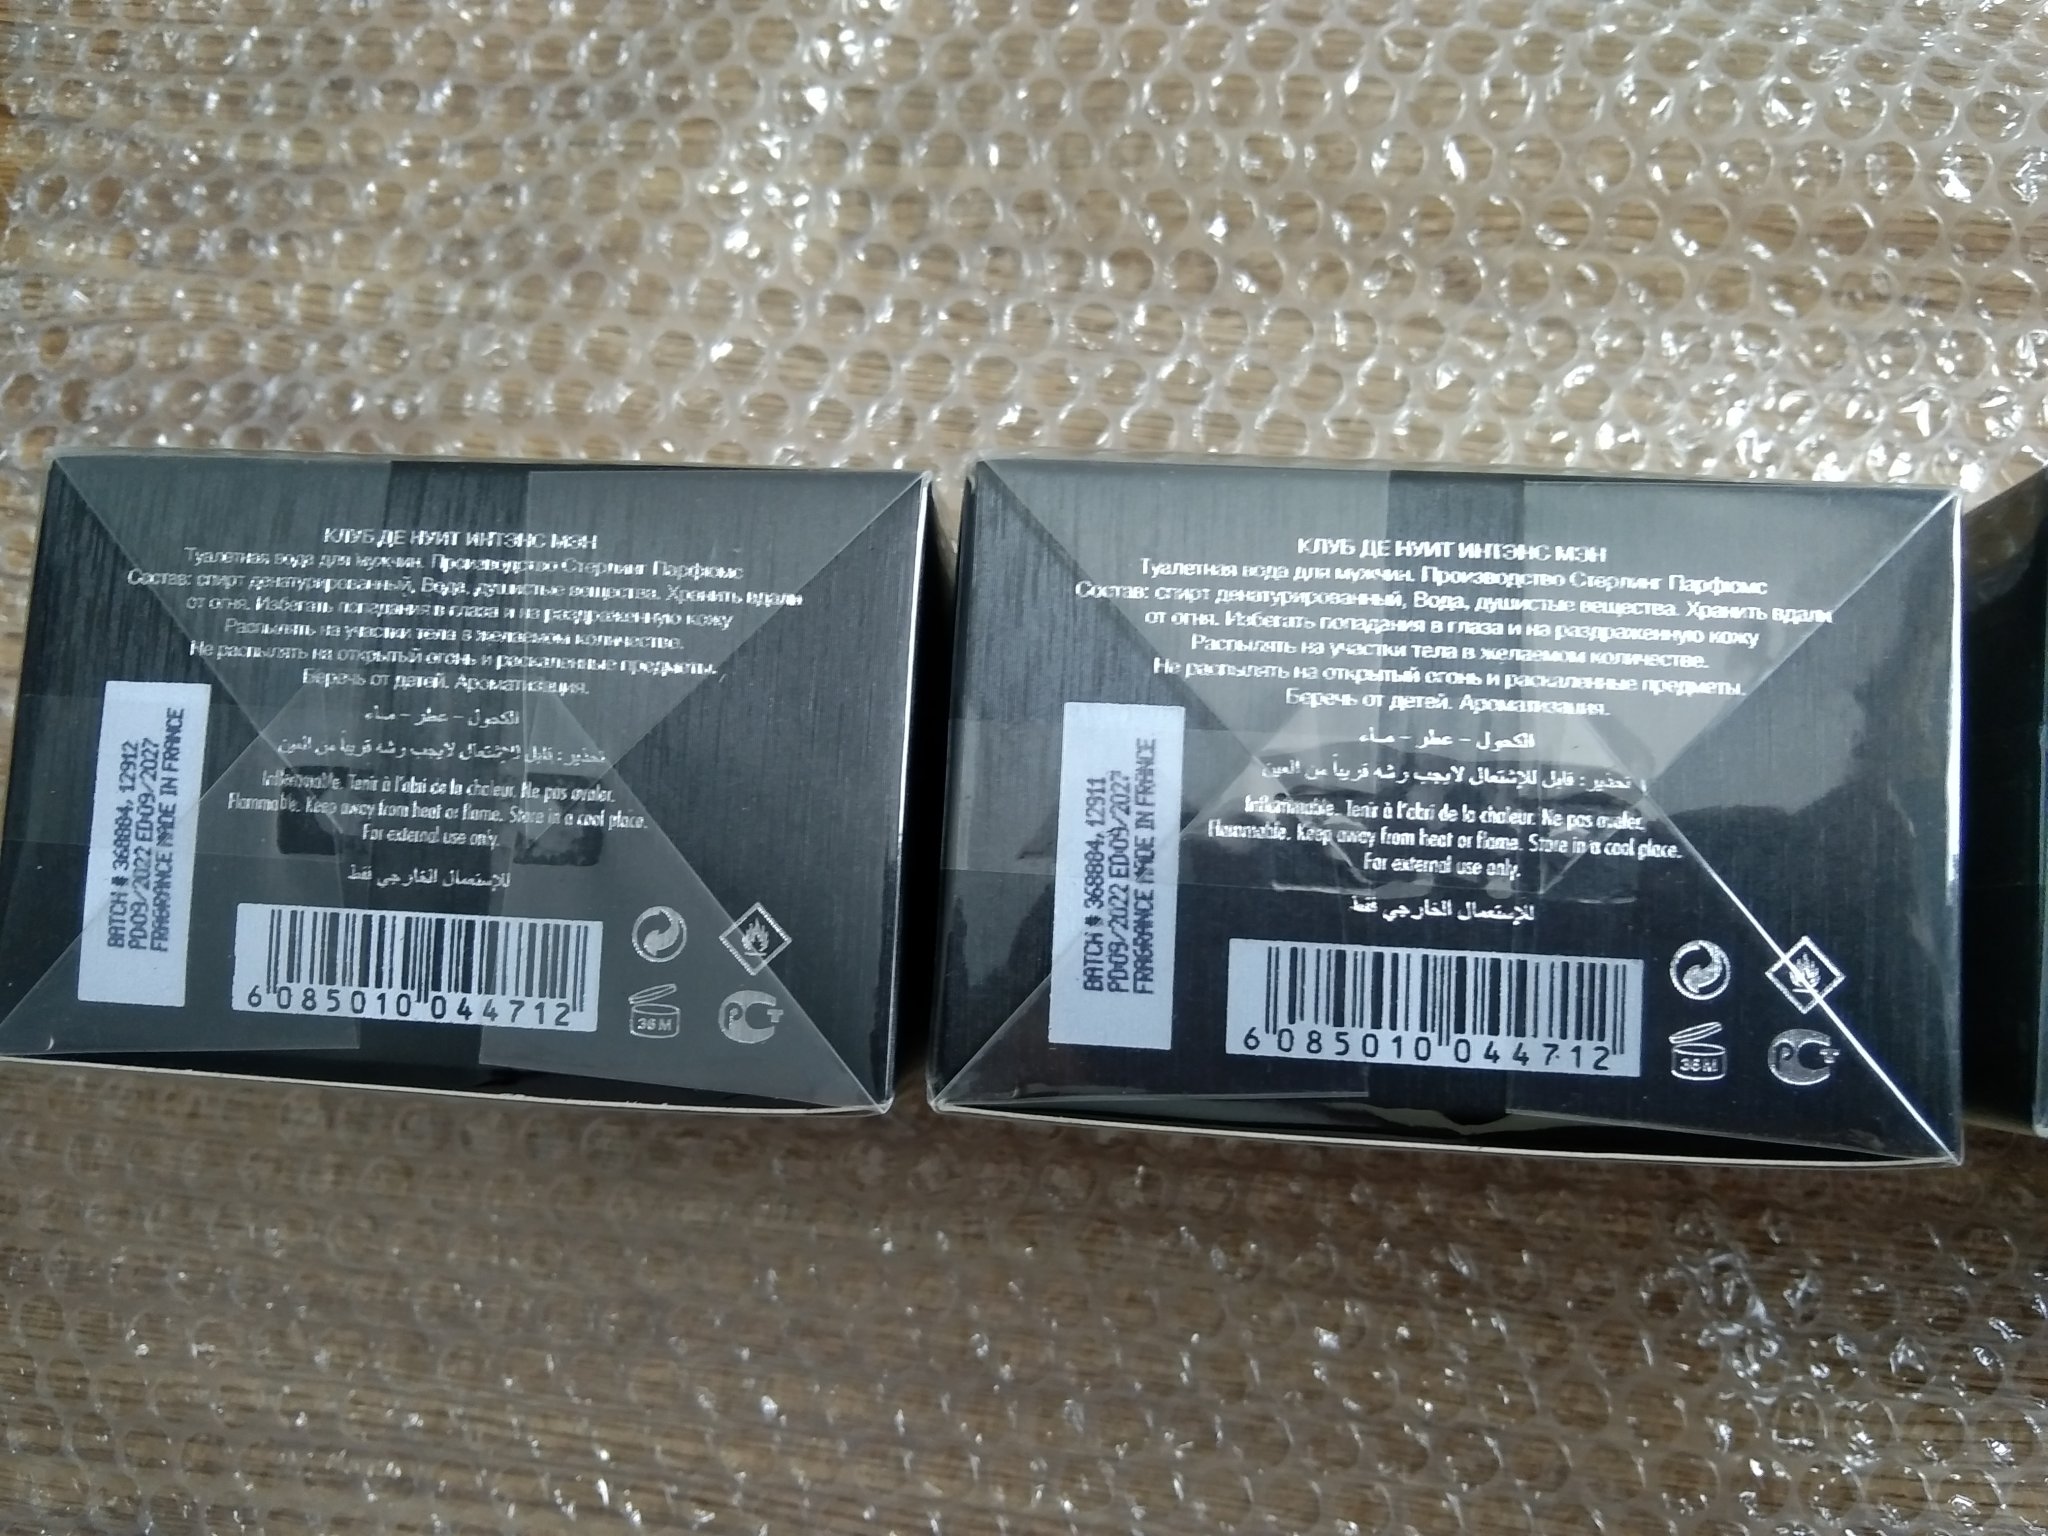 КЛУБ ДЕ НУИТ ИНТЭНС МЭН
Туалетная вода для мужчин. Производство Стерлинг Парфюмс
Состав: спирт денатурированный, Вода, душистые вещества. Хранить вдали
от огня. Избегать попадания в глаза и на раздраженную кожу
Распылять на участки тела в желаемом количестве.
Не распылять на открытый огонь и раскаленные предметы.
Беречь от детей. Ароматизация.
الكحول - عطر - ماء
تحذير: قابل للإشتعال لايجب رشه قريباً من العين
Inflammable. Tenir à l'abri de la chaleur. Ne pas avaler.
Flammable. Keep away from heat or flame. Store in a cool place.
For external use only.
للإستعمال الخارجي فقط
BATCH # 368884, 12912
PD09/2022 ED09/2027
FRAGRANCE MADE IN FRANCE
6 085010 044712
36M
РСТ
КЛУБ ДЕ НУИТ ИНТЭНС МЭН
Туалетная вода для мужчин. Производство Стерлинг Парфюмс
Состав: спирт денатурированный, Вода, душистые вещества. Хранить вдали
от огня. Избегать попадания в глаза и на раздраженную кожу
Распылять на участки тела в желаемом количестве.
Не распылять на открытый огонь и раскаленные предметы.
Беречь от детей. Ароматизация.
الكحول - عطر - ماء
تحذير: قابل للإشتعال لايجب رشه قريباً من العين
Inflammable. Tenir à l'abri de la chaleur. Ne pas avaler.
Flammable. Keep away from heat or flame. Store in a cool place.
For external use only.
للإستعمال الخارجي فقط
BATCH # 368884, 12911
PD09/2022 ED09/2027
FRAGRANCE MADE IN FRANCE
6 085010 044712
36M
РСТ